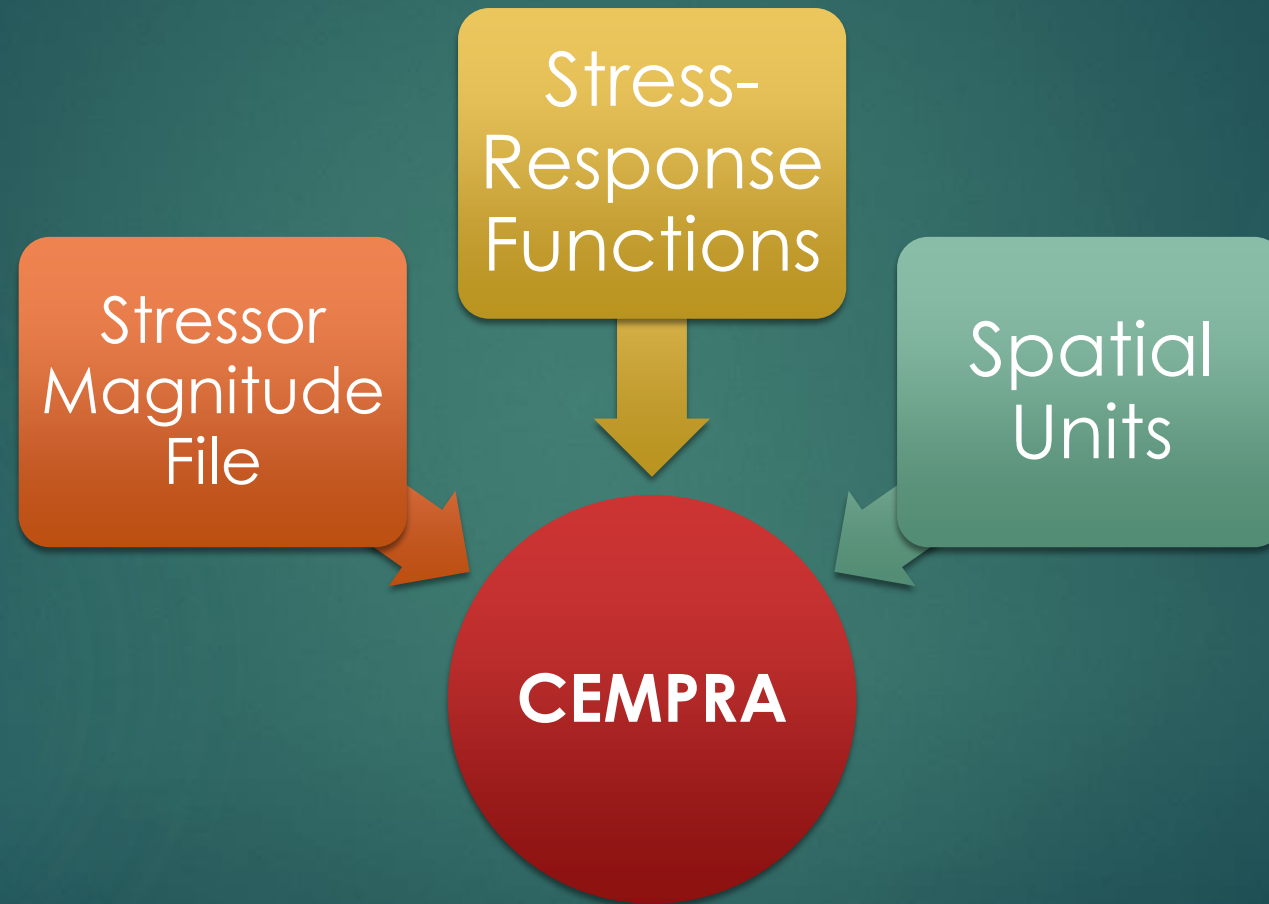 Stress-
Response
Functions
Stressor
Magnitude
File
Spatial
Units
CEMPRA